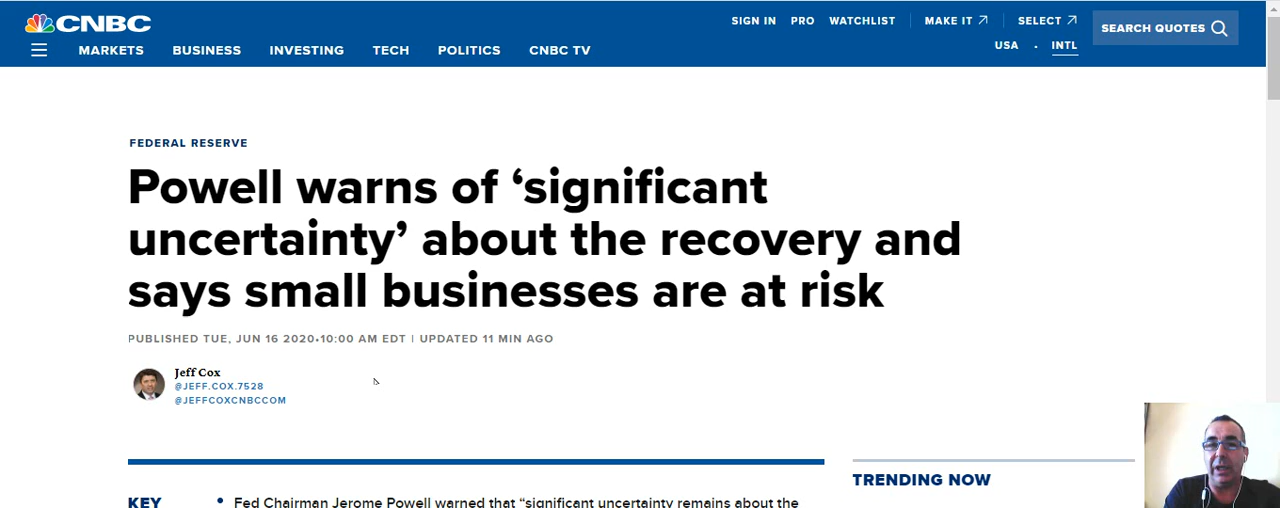 CNBC
SIGN IN PRO WATCHLIST MAKE IT SELECT
SEARCH QUOTES
USA · INTL
MARKETS BUSINESS INVESTING TECH POLITICS CNBC TV
FEDERAL RESERVE
Powell warns of ‘significant
uncertainty’ about the recovery and
says small businesses are at risk
PUBLISHED TUE, JUN 16 2020•10:00 AM EDT | UPDATED 11 MIN AGO
Jeff Cox
@JEFF.COX.7528
@JEFFCOXCNBCCOM
TRENDING NOW
KEY
• Fed Chairman Jerome Powell warned that “significant uncertainty remains about the